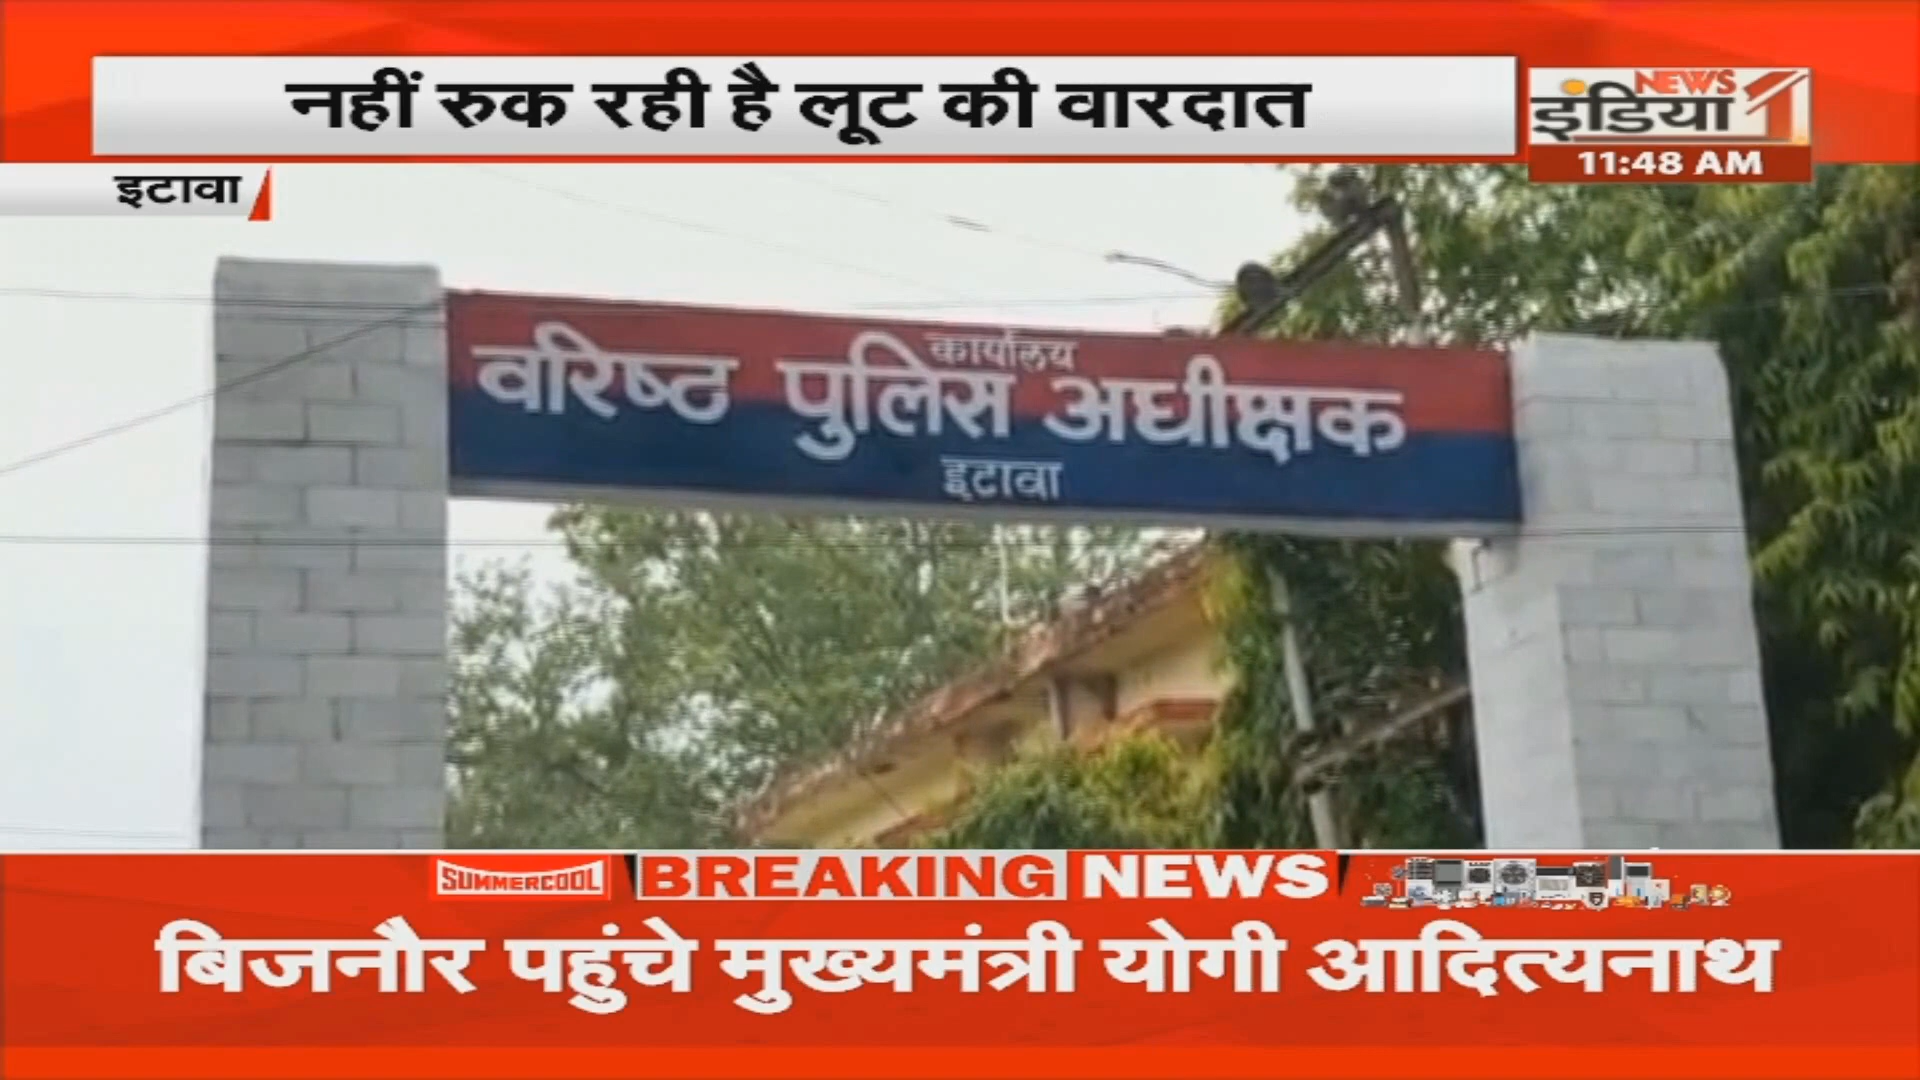 नहीं रुक रही है लूट की वारदात
NEWS
इंडिया 1
11:48 AM
इटावा
कार्यालय
वरिष्ठ पुलिस अधीक्षक
इटावा
SUMMERCOOL
BREAKING NEWS
बिजनौर पहुंचे मुख्यमंत्री योगी आदित्यनाथ